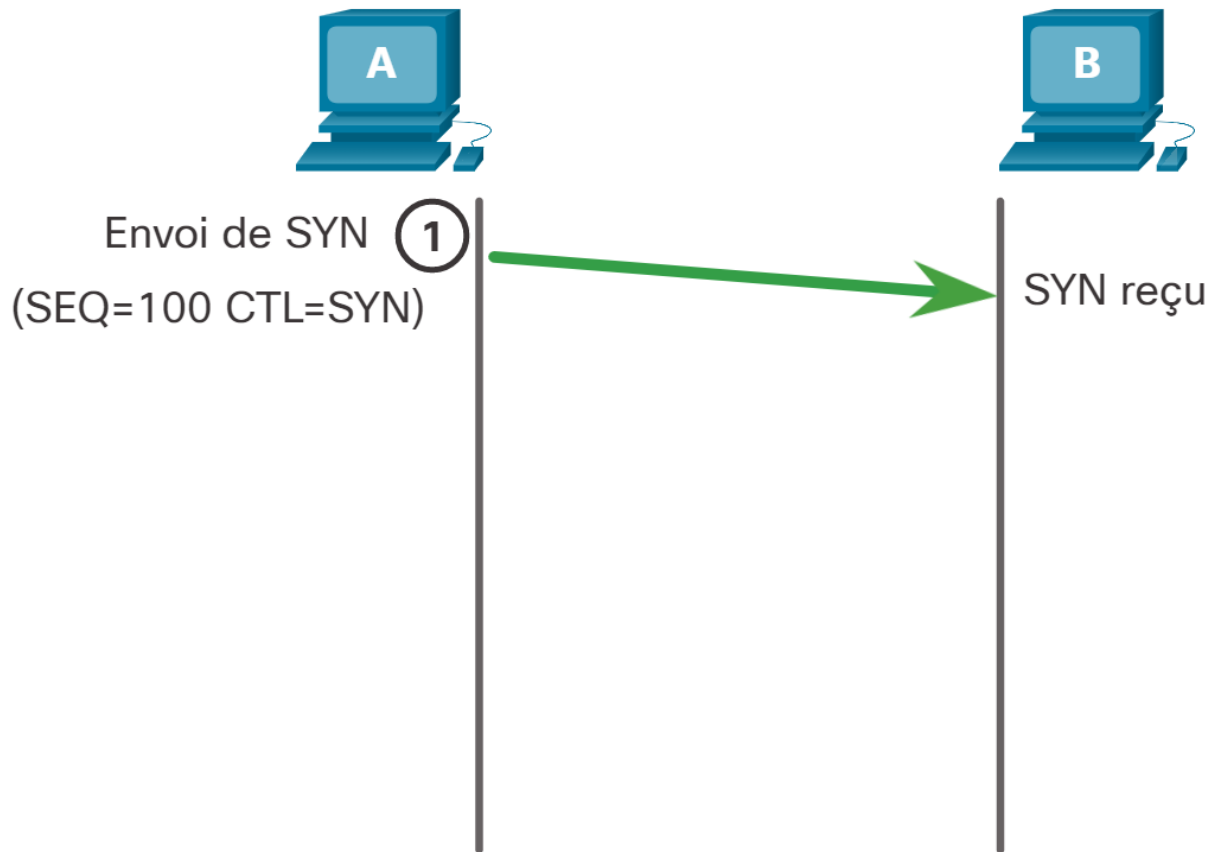 A
B
Envoi de SYN 1
(SEQ=100 CTL=SYN)
SYN reçu